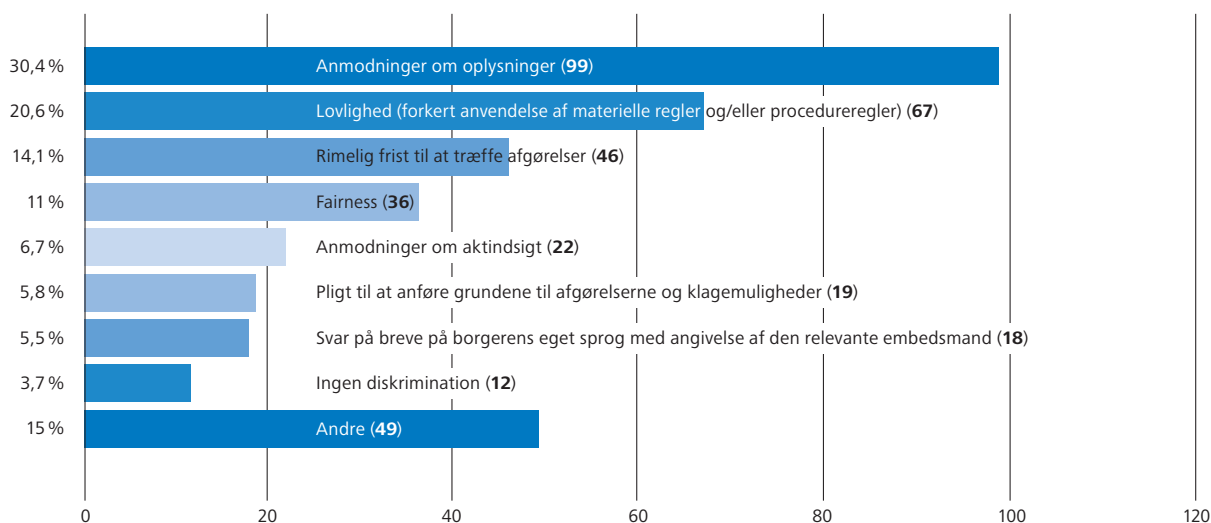 30,4 % Anmodninger om oplysninger (99)
20,6 % Lovlighed (forkert anvendelse af materielle regler og/eller procedureregler) (67)
14,1 % Rimelig frist til at træffe afgørelser (46)
11 % Fairness (36)
6,7 % Anmodninger om aktindsigt (22)
5,8 % Pligt til at anføre grundene til afgørelserne og klagemuligheder (19)
5,5 % Svar på breve på borgerens eget sprog med angivelse af den relevante embedsmand (18)
3,7 % Ingen diskrimination (12)
15 % Andre (49)
0 20 40 60 80 100 120